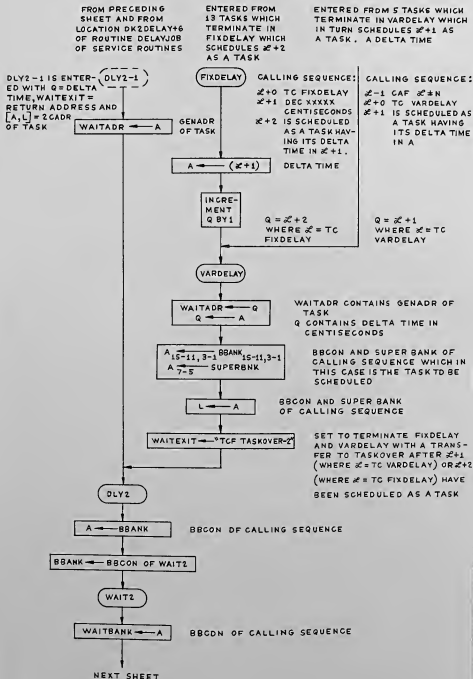 FROM PRECEDING
SHEET AND FROM
LOCATION DK2DELAY+6
OF ROUTINE DELAYJOB
OF SERVICE ROUTINES
ENTERED FROM
13 TASKS WHICH
TERMINATE IN
FIXDELAY WHICH
SCHEDULES ℒ+2
AS A TASK
ENTERED FROM 5 TASKS WHICH
TERMINATE IN VARDELAY WHICH
IN TURN SCHEDULES ℒ+1 AS
A TASK. A DELTA TIME
DLY2-1 IS ENTER-
ED WITH Q=DELTA
TIME, WAITEXIT=
RETURN ADDRESS AND
[A,L]=2CADR
OF TASK
DLY2-1
FIXDELAY
CALLING SEQUENCE:
ℒ+0 TC FIXDELAY
ℒ+1 DEC XXXXX
CENTISECONDS
ℒ+2 IS SCHEDULED
AS A TASK HAV-
ING ITS DELTA
TIME IN ℒ+1.
CALLING SEQUENCE:
ℒ-1 CAF ℒ±N
ℒ+0 TC VARDELAY
ℒ+1 IS SCHEDULED AS
A TASK HAVING
ITS DELTA TIME
IN A
WAITADR ← A
GENADR
OF TASK
A ← (ℒ+1)
DELTA TIME
INCRE-
MENT
Q BY 1
Q = ℒ+2
WHERE ℒ = TC
FIXDELAY
Q = ℒ+1
WHERE ℒ = TC
VARDELAY
VARDELAY
WAITADR ← Q
Q ← A
WAITADR CONTAINS GENADR OF
TASK
Q CONTAINS DELTA TIME IN
CENTISECONDS
A 15-11,3-1 ← BBANK 15-11,3-1
A 7-5 ← SUPERBNK
BBCON AND SUPER BANK OF
CALLING SEQUENCE WHICH IN
THIS CASE IS THE TASK TO BE
SCHEDULED
L ← A
BBCON AND SUPER BANK
OF CALLING SEQUENCE
WAITEXIT ← "TCF TASKOVER-2"
SET TO TERMINATE FIXDELAY
AND VARDELAY WITH A TRANS-
FER TO TASKOVER AFTER ℒ+1
(WHERE ℒ = TC VARDELAY) OR ℒ+2
(WHERE ℒ = TC FIXDELAY) HAVE
BEEN SCHEDULED AS A TASK
DLY2
A ← BBANK
BBCON OF CALLING SEQUENCE
BBANK ← BBCON OF WAIT2
WAIT2
WAITBANK ← A
BBCON OF CALLING SEQUENCE
NEXT SHEET